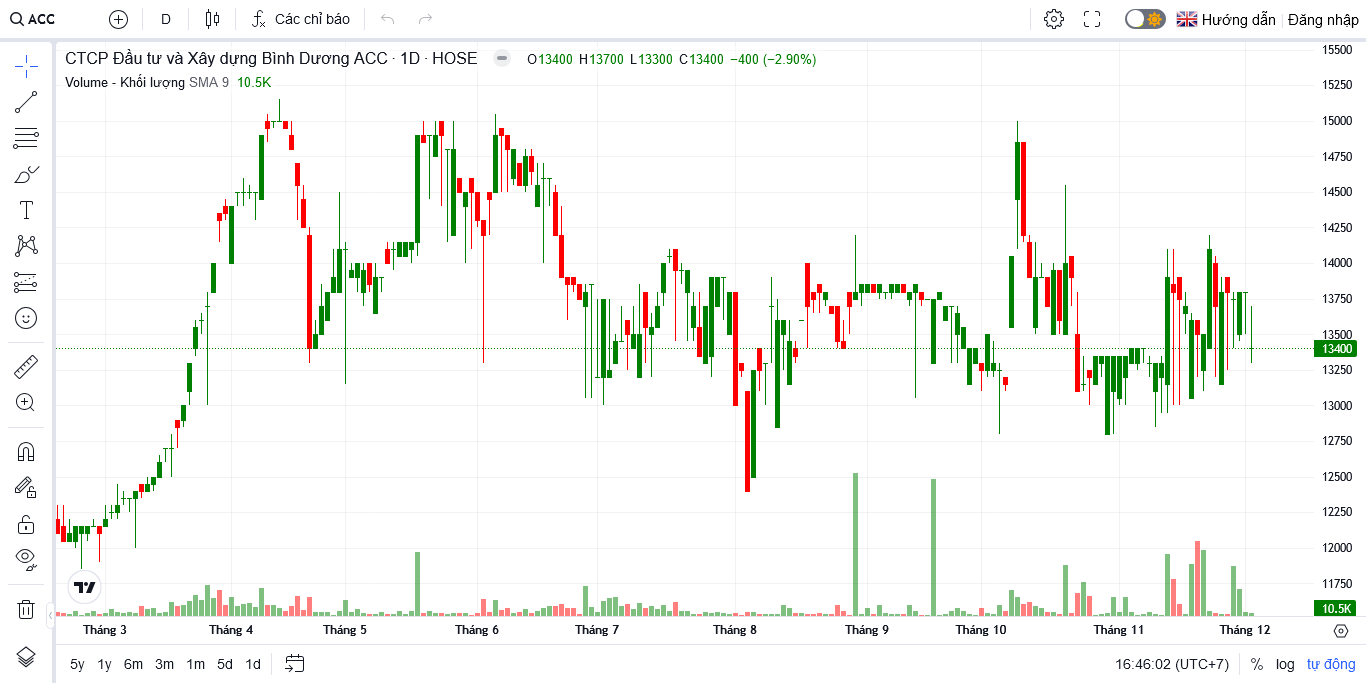 ACC D Các chỉ báo Hướng dẫn Đăng nhập
CTCP Đầu tư và Xây dựng Bình Dương ACC · 1D · HOSE O13400 H13700 L13300 C13400 −400 (−2.90%)
Volume - Khối lượng SMA 9 10.5K
15500
15250
15000
14750
14500
14250
14000
13750
13500
13400
13250
13000
12750
12500
12250
12000
11750
10.5K
Tháng 3 Tháng 4 Tháng 5 Tháng 6 Tháng 7 Tháng 8 Tháng 9 Tháng 10 Tháng 11 Tháng 12
5y 1y 6m 3m 1m 5d 1d 16:46:02 (UTC+7) % log tự động